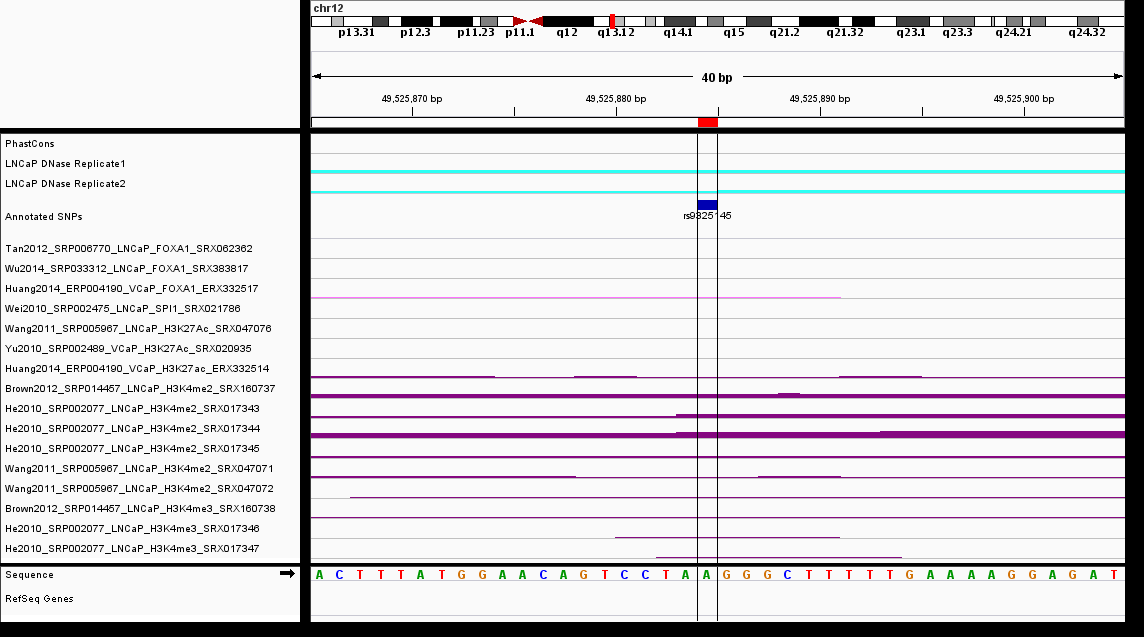 chr12
p13.31 p12.3 p11.23 p11.1 q12 q13.12 q14.1 q15 q21.2 q21.32 q23.1 q23.3 q24.21 q24.32
40 bp
49,525,870 bp 49,525,880 bp 49,525,890 bp 49,525,900 bp
PhastCons
LNCaP DNase Replicate1
LNCaP DNase Replicate2
Annotated SNPs
rs9325145
Tan2012_SRP006770_LNCaP_FOXA1_SRX062362
Wu2014_SRP033312_LNCaP_FOXA1_SRX383817
Huang2014_ERP004190_VCaP_FOXA1_ERX332517
Wei2010_SRP002475_LNCaP_SPI1_SRX021786
Wang2011_SRP005967_LNCaP_H3K27Ac_SRX047076
Yu2010_SRP002489_VCaP_H3K27Ac_SRX020935
Huang2014_ERP004190_VCaP_H3K27ac_ERX332514
Brown2012_SRP014457_LNCaP_H3K4me2_SRX160737
He2010_SRP002077_LNCaP_H3K4me2_SRX017343
He2010_SRP002077_LNCaP_H3K4me2_SRX017344
He2010_SRP002077_LNCaP_H3K4me2_SRX017345
Wang2011_SRP005967_LNCaP_H3K4me2_SRX047071
Wang2011_SRP005967_LNCaP_H3K4me2_SRX047072
Brown2012_SRP014457_LNCaP_H3K4me3_SRX160738
He2010_SRP002077_LNCaP_H3K4me3_SRX017346
He2010_SRP002077_LNCaP_H3K4me3_SRX017347
Sequence A C T T T A T G G A A C A G T C C T A A G G G C T T T T T G A A A A G G A G A T
RefSeq Genes